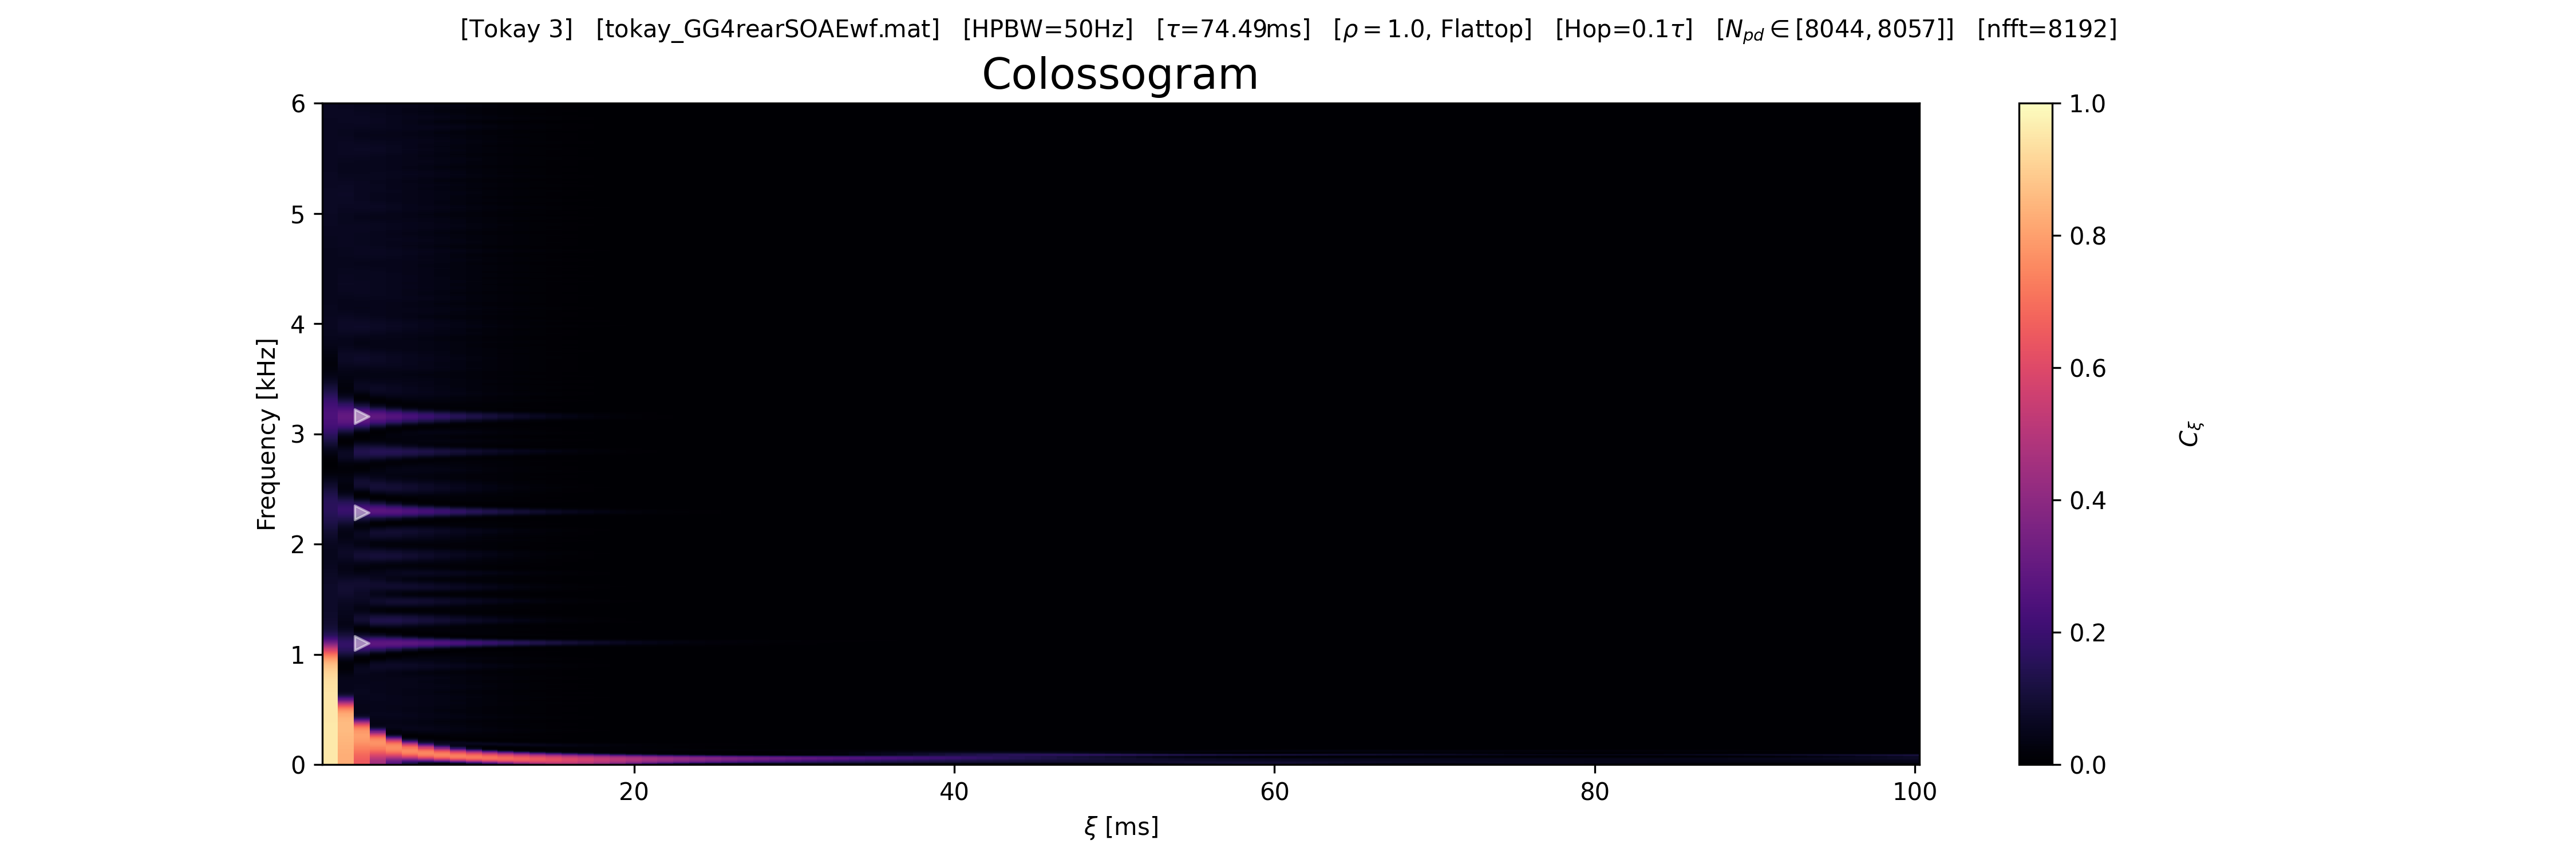 [Tokay 3] [tokay_GG4rearSOAEwf.mat] [HPBW=50Hz] [τ=74.49ms] [ρ = 1.0, Flattop] [Hop=0.1τ] [N_pd ∈ [8044, 8057]] [nfft=8192]
Colossogram
Frequency [kHz]
6
5
4
3
2
1
0
20 40 60 80 100
ξ [ms]
1.0
0.8
0.6
0.4
0.2
0.0
C_ξ